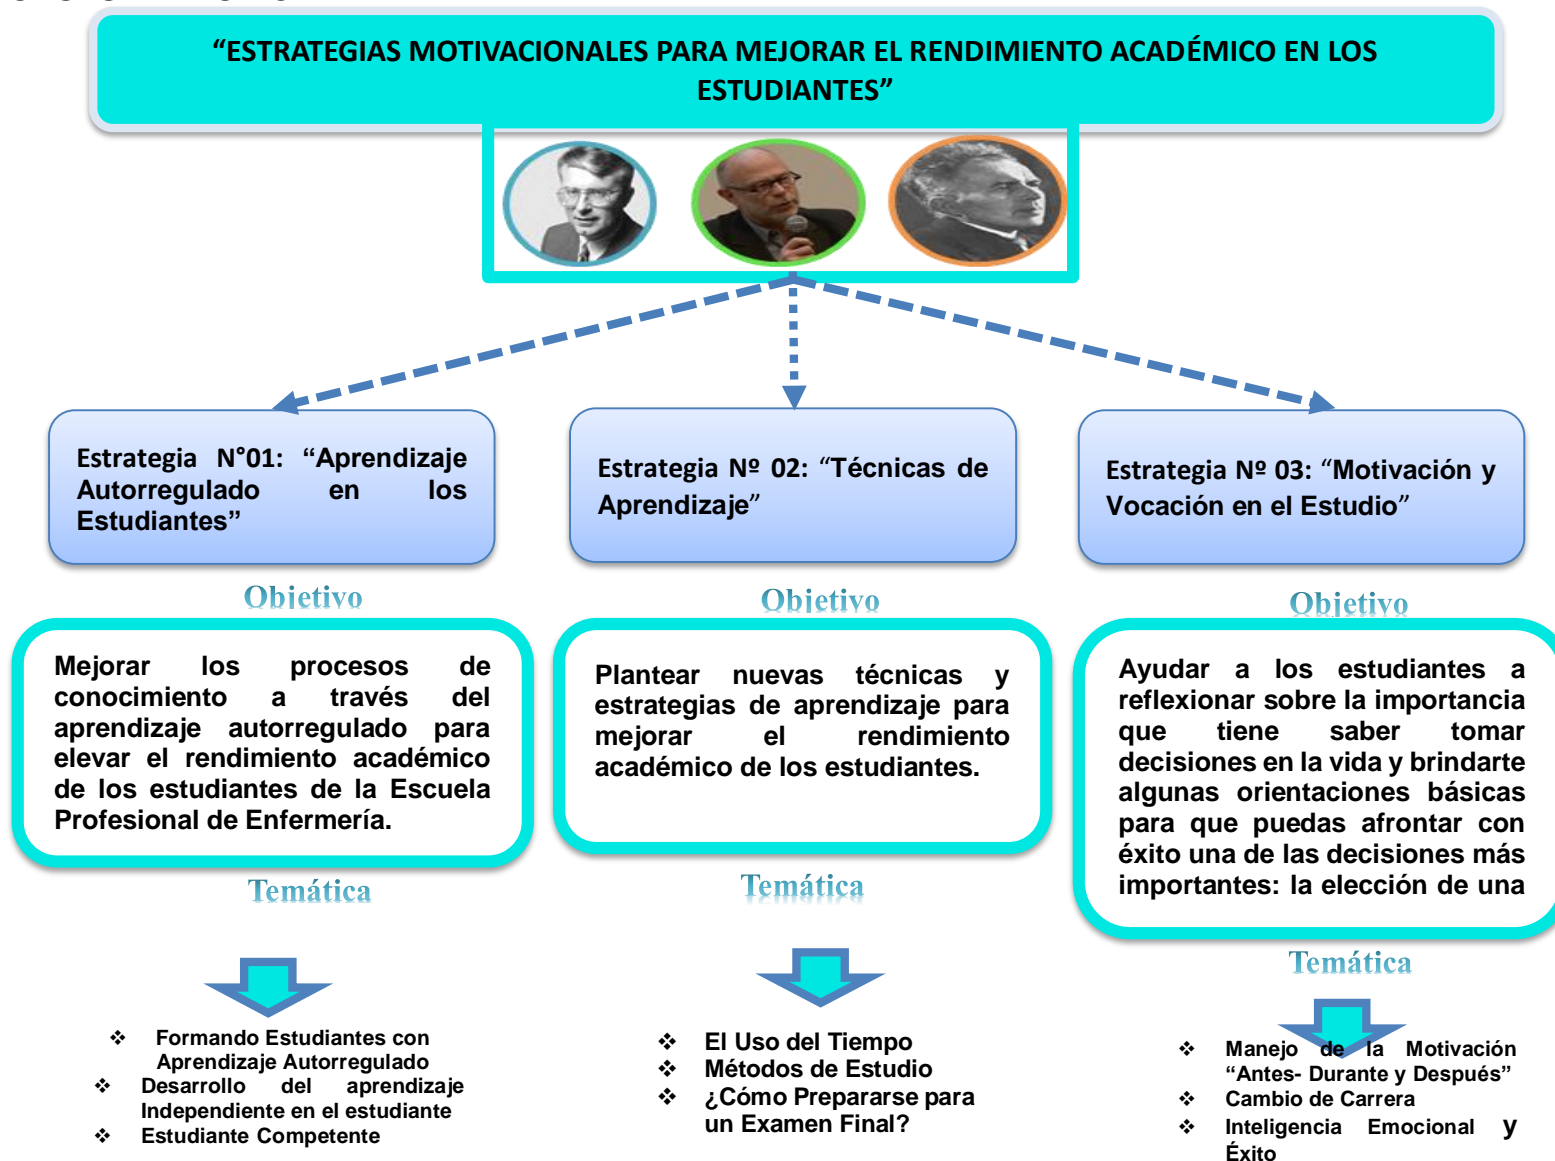 “ESTRATEGIAS MOTIVACIONALES PARA MEJORAR EL RENDIMIENTO ACADÉMICO EN LOS
ESTUDIANTES”
Estrategia N°01: “Aprendizaje
Autorregulado en los
Estudiantes”
Objetivo
Mejorar los procesos de
conocimiento a través del
aprendizaje autorregulado para
elevar el rendimiento académico
de los estudiantes de la Escuela
Profesional de Enfermería.
Temática
❖ Formando Estudiantes con
Aprendizaje Autorregulado
❖ Desarrollo del aprendizaje
Independiente en el estudiante
❖ Estudiante Competente
Estrategia Nº 02: “Técnicas de
Aprendizaje”
Objetivo
Plantear nuevas técnicas y
estrategias de aprendizaje para
mejorar el rendimiento
académico de los estudiantes.
Temática
❖ El Uso del Tiempo
❖ Métodos de Estudio
❖ ¿Cómo Prepararse para
un Examen Final?
Estrategia Nº 03: “Motivación y
Vocación en el Estudio”
Objetivo
Ayudar a los estudiantes a
reflexionar sobre la importancia
que tiene saber tomar
decisiones en la vida y brindarte
algunas orientaciones básicas
para que puedas afrontar con
éxito una de las decisiones más
importantes: la elección de una
Temática
❖ Manejo de la Motivación
“Antes- Durante y Después”
❖ Cambio de Carrera
❖ Inteligencia Emocional y
Éxito